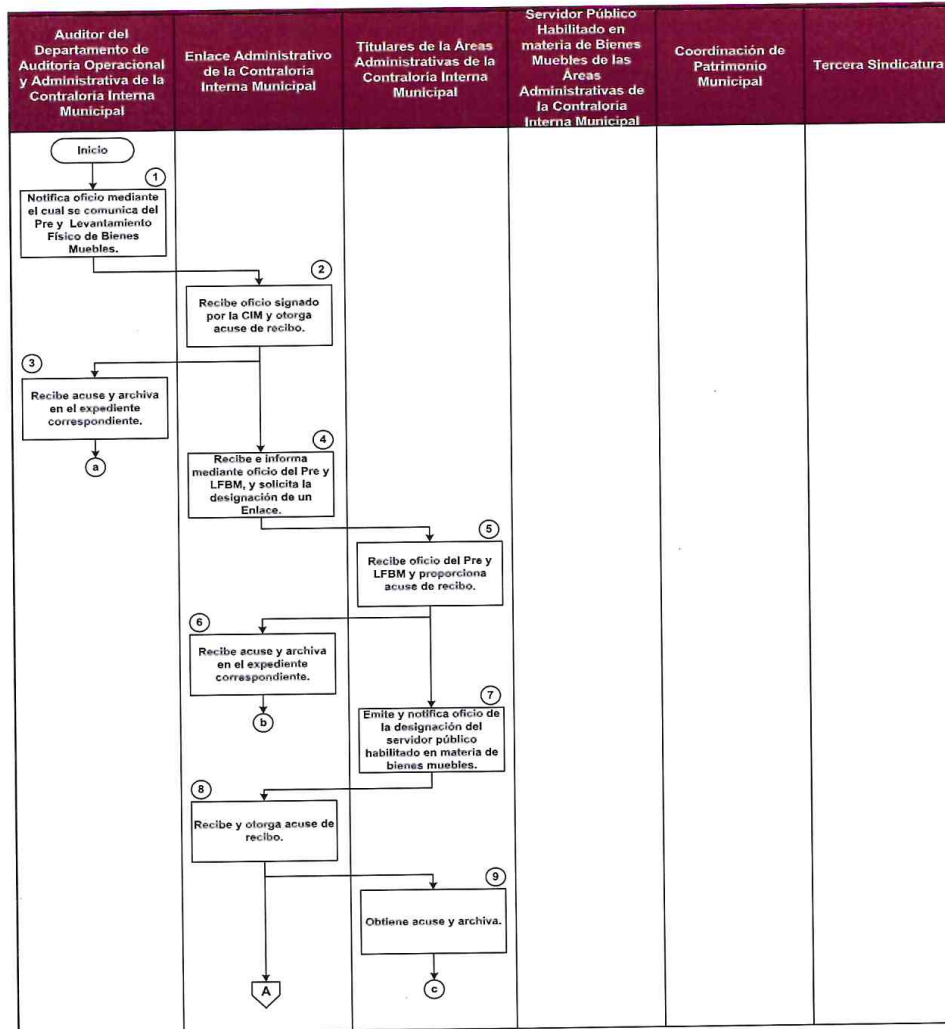 Auditor del
Departamento de
Auditoría Operacional
y Administrativa de la
Contraloría Interna
Municipal
Enlace Administrativo
de la Contraloría
Interna Municipal
Titulares de la Áreas
Administrativas de la
Contraloría Interna
Municipal
Servidor Público
Habilitado en
materia de Bienes
Muebles de las
Áreas
Administrativas de
la Contraloría
Interna Municipal
Coordinación de
Patrimonio
Municipal
Tercera Sindicatura
Inicio
1
Notifica oficio mediante
el cual se comunica del
Pre y Levantamiento
Físico de Bienes
Muebles.
2
Recibe oficio signado
por la CIM y otorga
acuse de recibo.
3
Recibe acuse y archiva
en el expediente
correspondiente.
a
4
Recibe e informa
mediante oficio del Pre y
LFBM, y solicita la
designación de un
Enlace.
5
Recibe oficio del Pre y
LFBM y proporciona
acuse de recibo.
6
Recibe acuse y archiva
en el expediente
correspondiente.
b
7
Emite y notifica oficio de
la designación del
servidor público
habilitado en materia de
bienes muebles.
8
Recibe y otorga acuse de
recibo.
9
Obtiene acuse y archiva.
A
c